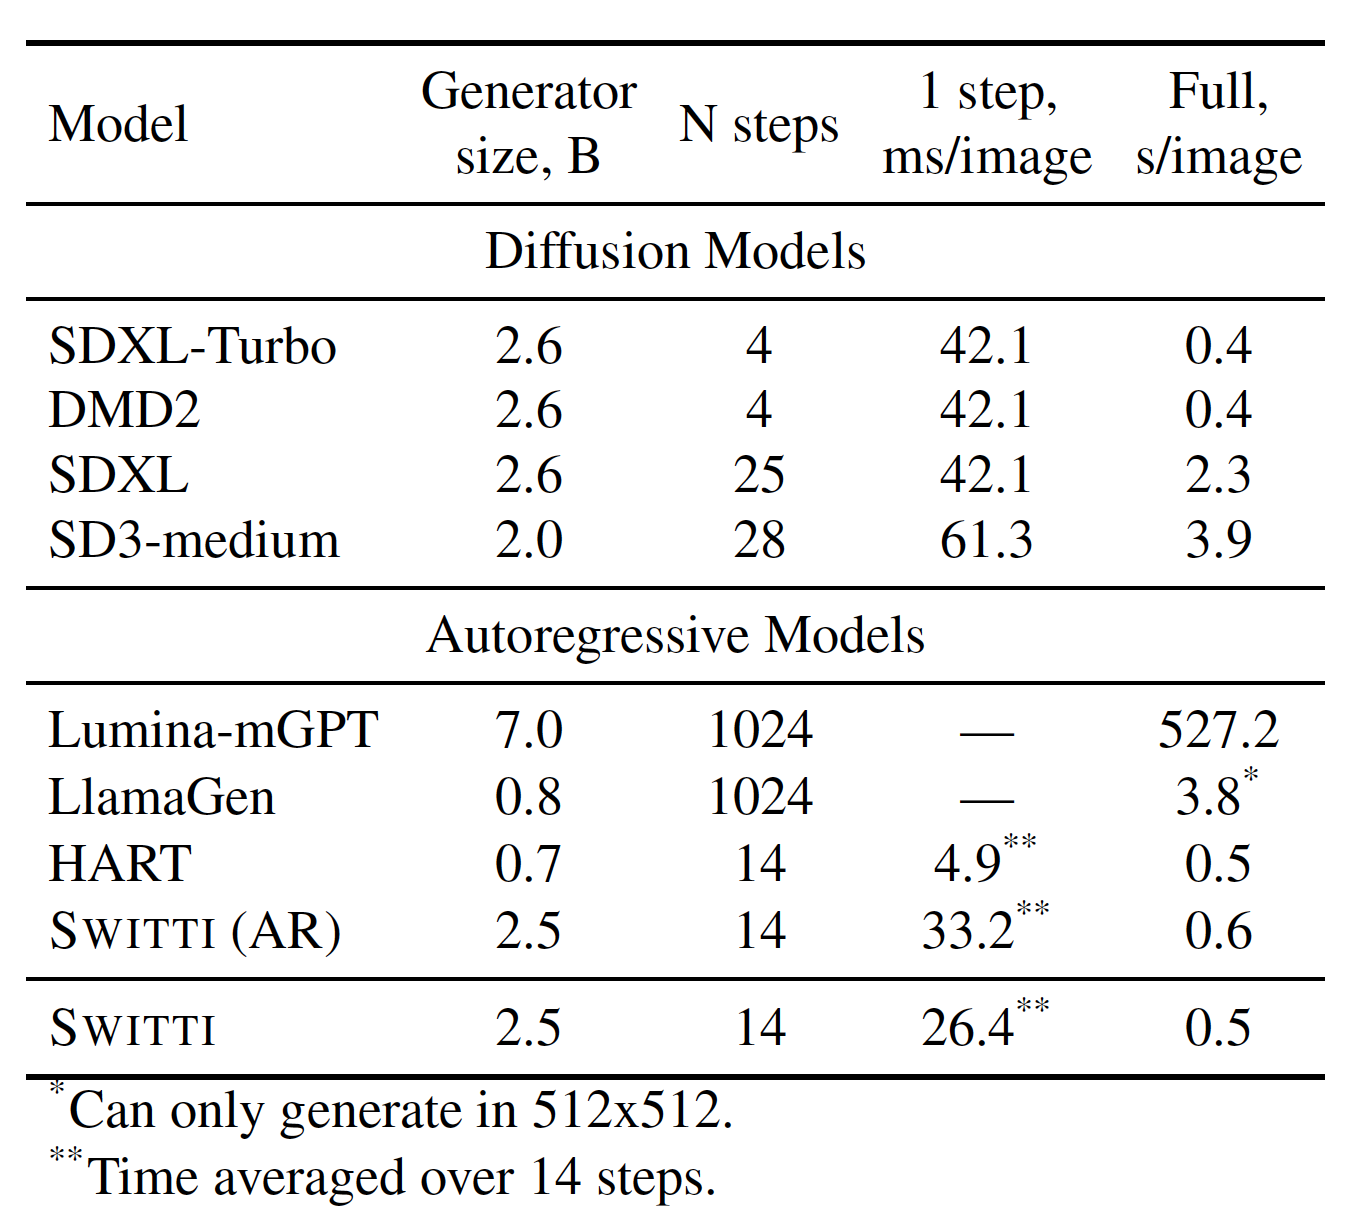 Model Generator size, B N steps 1 step, ms/image Full, s/image
Diffusion Models
SDXL-Turbo 2.6 4 42.1 0.4
DMD2 2.6 4 42.1 0.4
SDXL 2.6 25 42.1 2.3
SD3-medium 2.0 28 61.3 3.9
Autoregressive Models
Lumina-mGPT 7.0 1024 — 527.2
LlamaGen 0.8 1024 — 3.8*
HART 0.7 14 4.9** 0.5
SWITTI (AR) 2.5 14 33.2** 0.6
SWITTI 2.5 14 26.4** 0.5
*Can only generate in 512x512.
**Time averaged over 14 steps.